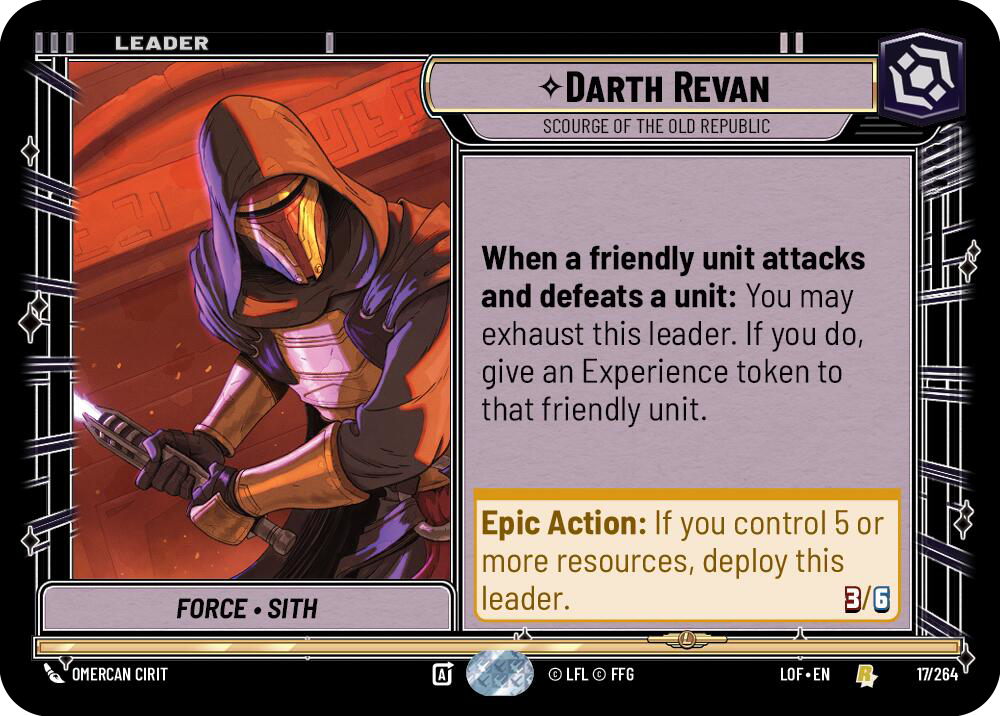 LEADER
DARTH REVAN
SCOURGE OF THE OLD REPUBLIC
When a friendly unit attacks
and defeats a unit: You may
exhaust this leader. If you do,
give an Experience token to
that friendly unit.
Epic Action: If you control 5 or
more resources, deploy this
leader.
3/6
FORCE • SITH
OMERCAN CIRIT
A
© LFL © FFG
LOF • EN
R
17/264